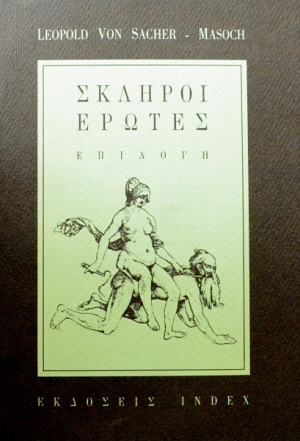 LEOPOLD VON SACHER - MASOCH
ΣΚΛΗΡΟΙ
ΕΡΩΤΕΣ
ΕΠΙΛΟΓΗ
ΕΚΔΟΣΕΙΣ INDEX